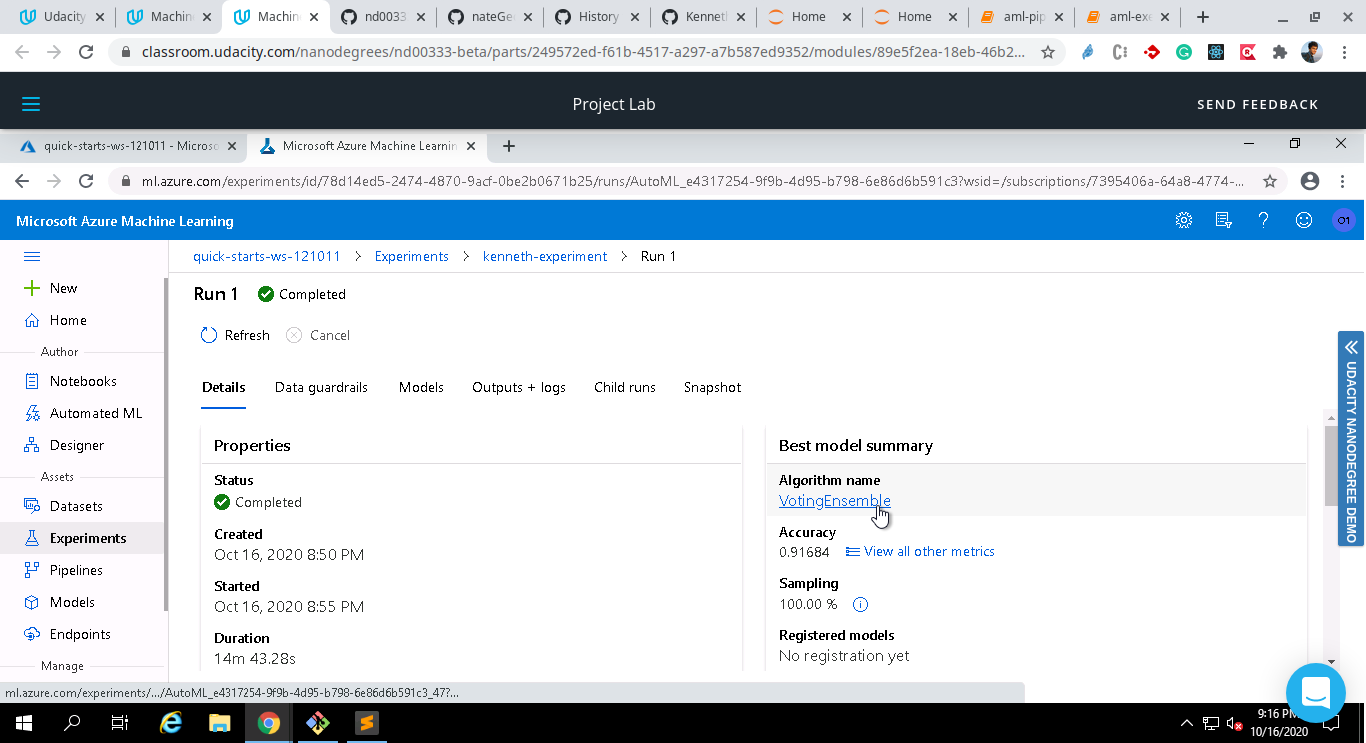 Udacity Machin Machin nd0033 nateGe History Kenneth Home Home aml-pip aml-exe
classroom.udacity.com/nanodegrees/nd00333-beta/parts/249572ed-f61b-4517-a297-a7b587ed9352/modules/89e5f2ea-18eb-46b2...
Project Lab
SEND FEEDBACK
quick-starts-ws-121011 - Microso Microsoft Azure Machine Learnin
ml.azure.com/experiments/id/78d14ed5-2474-4870-9acf-0be2b0671b25/runs/AutoML_e4317254-9f9b-4d95-b798-6e86d6b591c3?wsid=/subscriptions/7395406a-64a8-4774-...
Microsoft Azure Machine Learning
O1
quick-starts-ws-121011 > Experiments > kenneth-experiment > Run 1
New
Home
Author
Notebooks
Automated ML
Designer
Assets
Datasets
Experiments
Pipelines
Models
Endpoints
Manage
Run 1 Completed
Refresh Cancel
Details Data guardrails Models Outputs + logs Child runs Snapshot
Properties
Status
Completed
Created
Oct 16, 2020 8:50 PM
Started
Oct 16, 2020 8:55 PM
Duration
14m 43.28s
Best model summary
Algorithm name
VotingEnsemble
Accuracy
0.91684 View all other metrics
Sampling
100.00 %
Registered models
No registration yet
UDACITY NANODEGREE DEMO
ml.azure.com/experiments/.../AutoML_e4317254-9f9b-4d95-b798-6e86d6b591c3_47?...
9:16 PM
10/16/2020